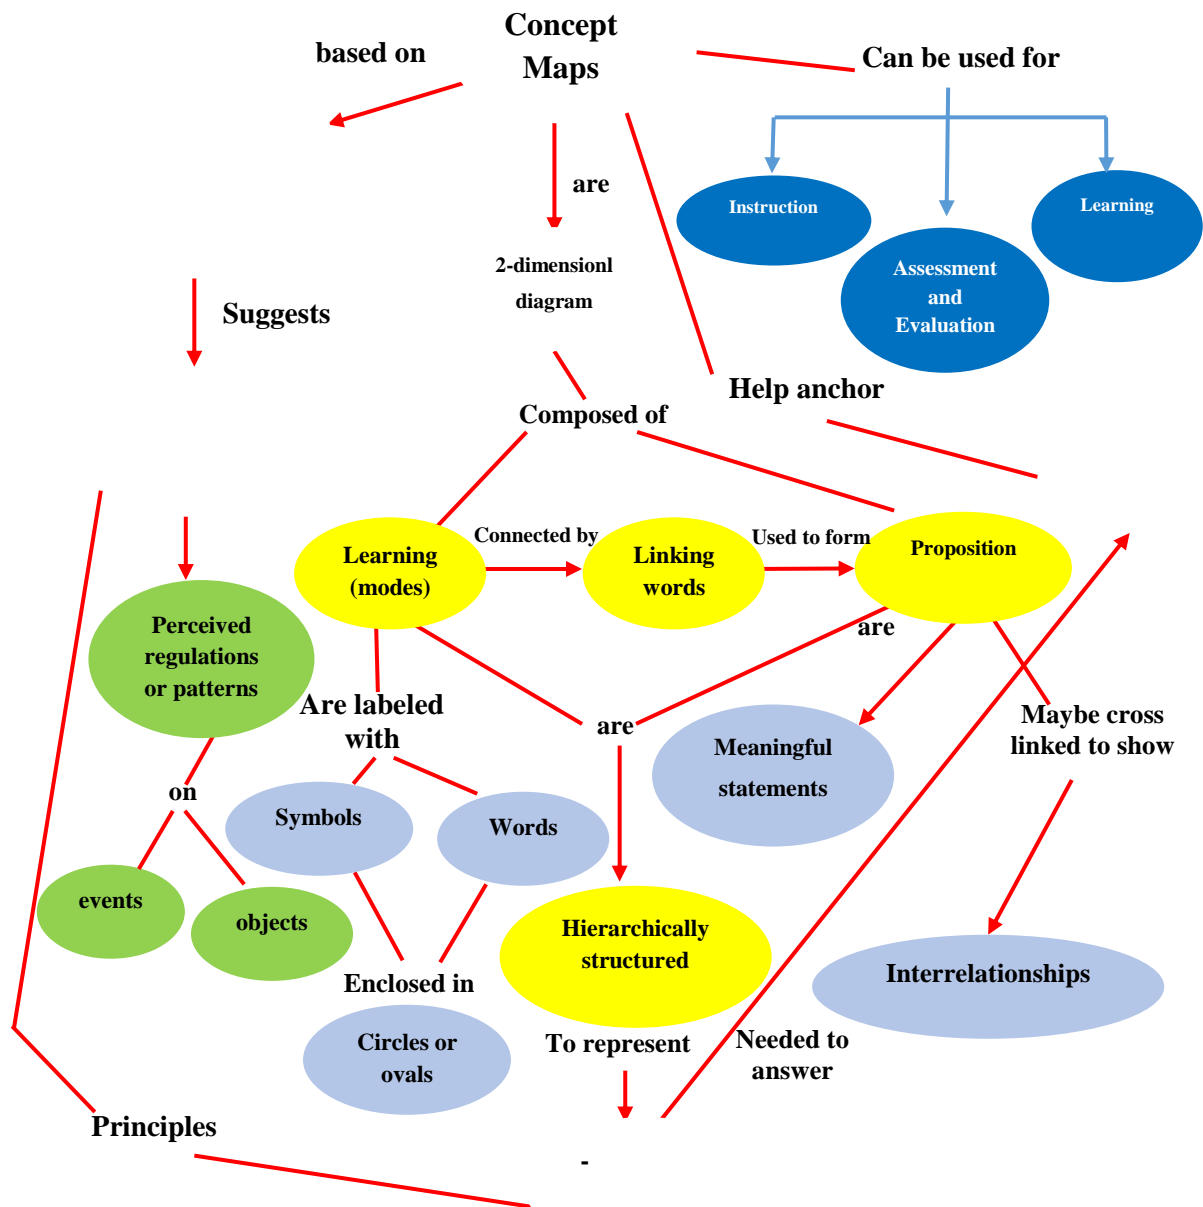 Concept
Maps
based on
Can be used for
are
Instruction
Learning
Assessment
and
Evaluation
2-dimensionl
diagram
Suggests
Help anchor
Composed of
Learning
(modes)
Connected by
Linking
words
Used to form
Proposition
Perceived
regulations
or patterns
are
Are labeled
with
are
Meaningful
statements
Maybe cross
linked to show
on
Symbols
Words
events
objects
Hierarchically
structured
Interrelationships
Enclosed in
Circles or
ovals
To represent
Needed to
answer
Principles
-